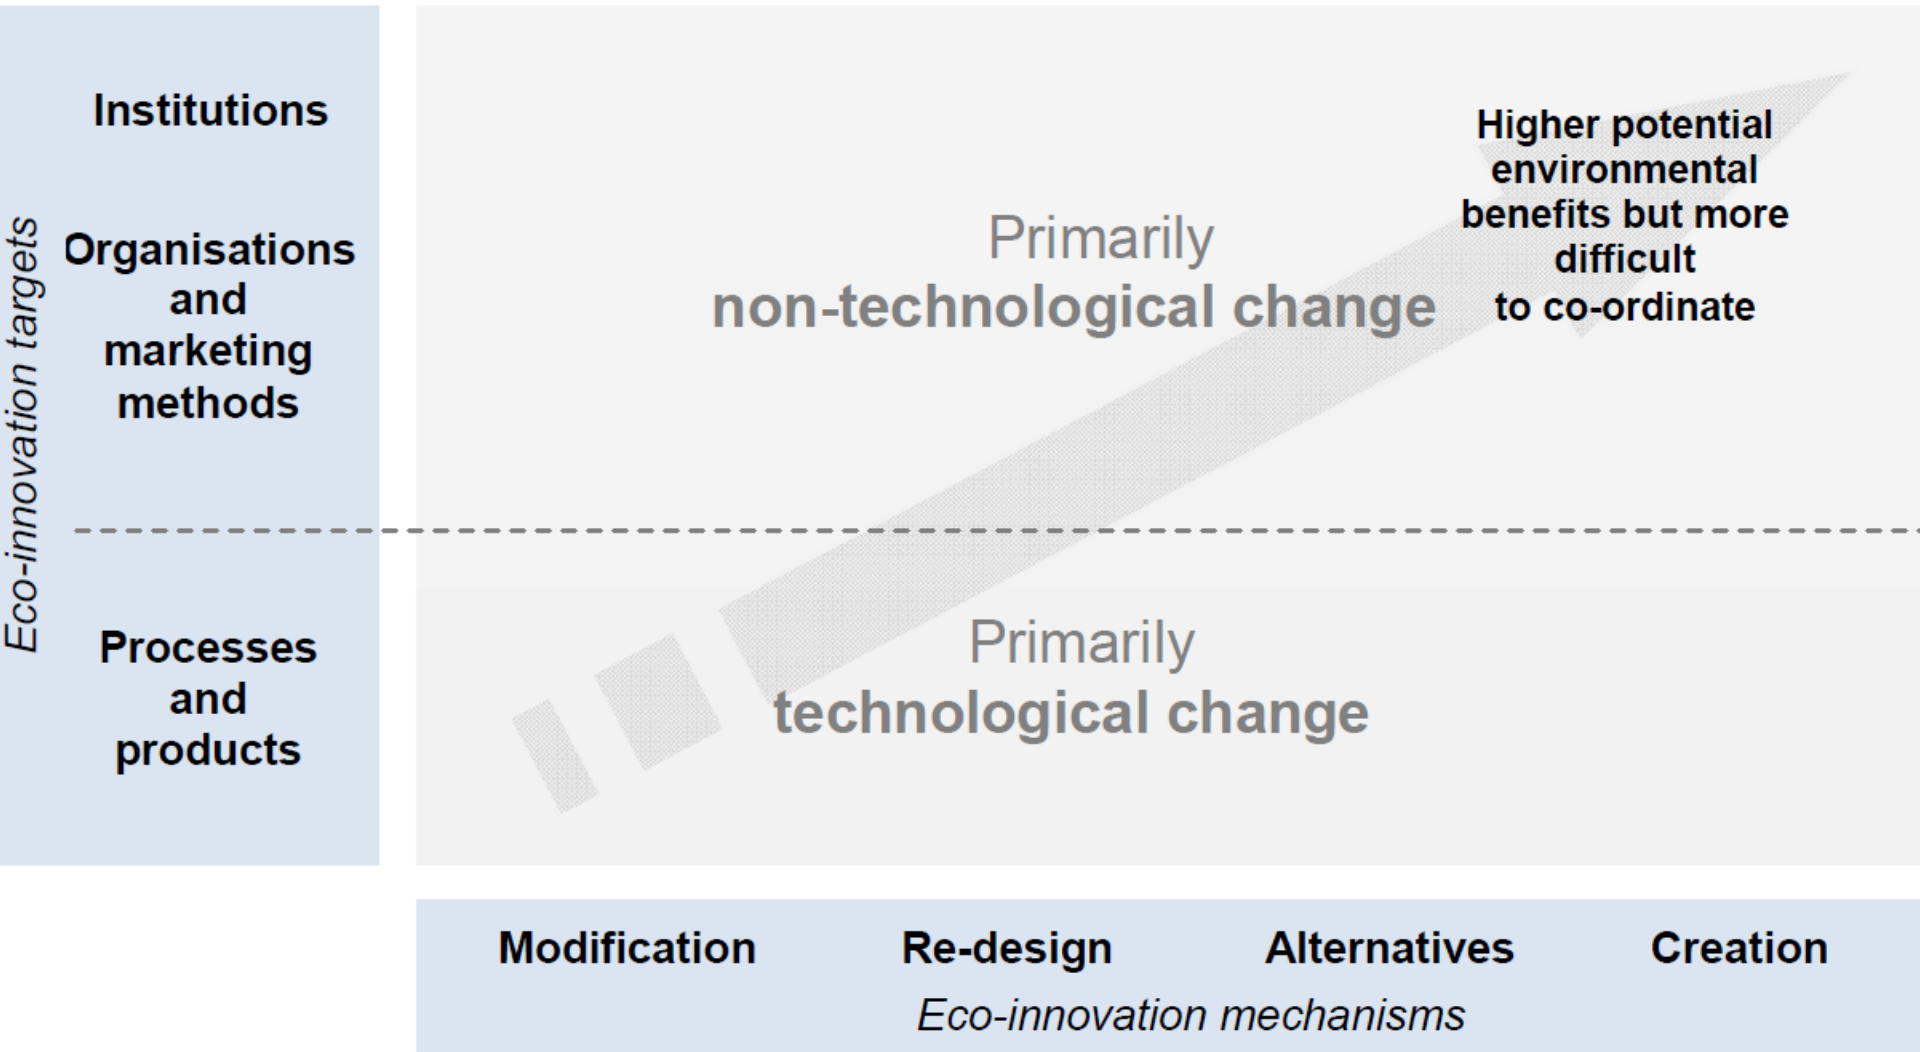 Eco-innovation targets
Institutions
Organisations
and
marketing
methods
Processes
and
products
Primarily
non-technological change
Higher potential
environmental
benefits but more
difficult
to co-ordinate
Primarily
technological change
Modification Re-design Alternatives Creation
Eco-innovation mechanisms